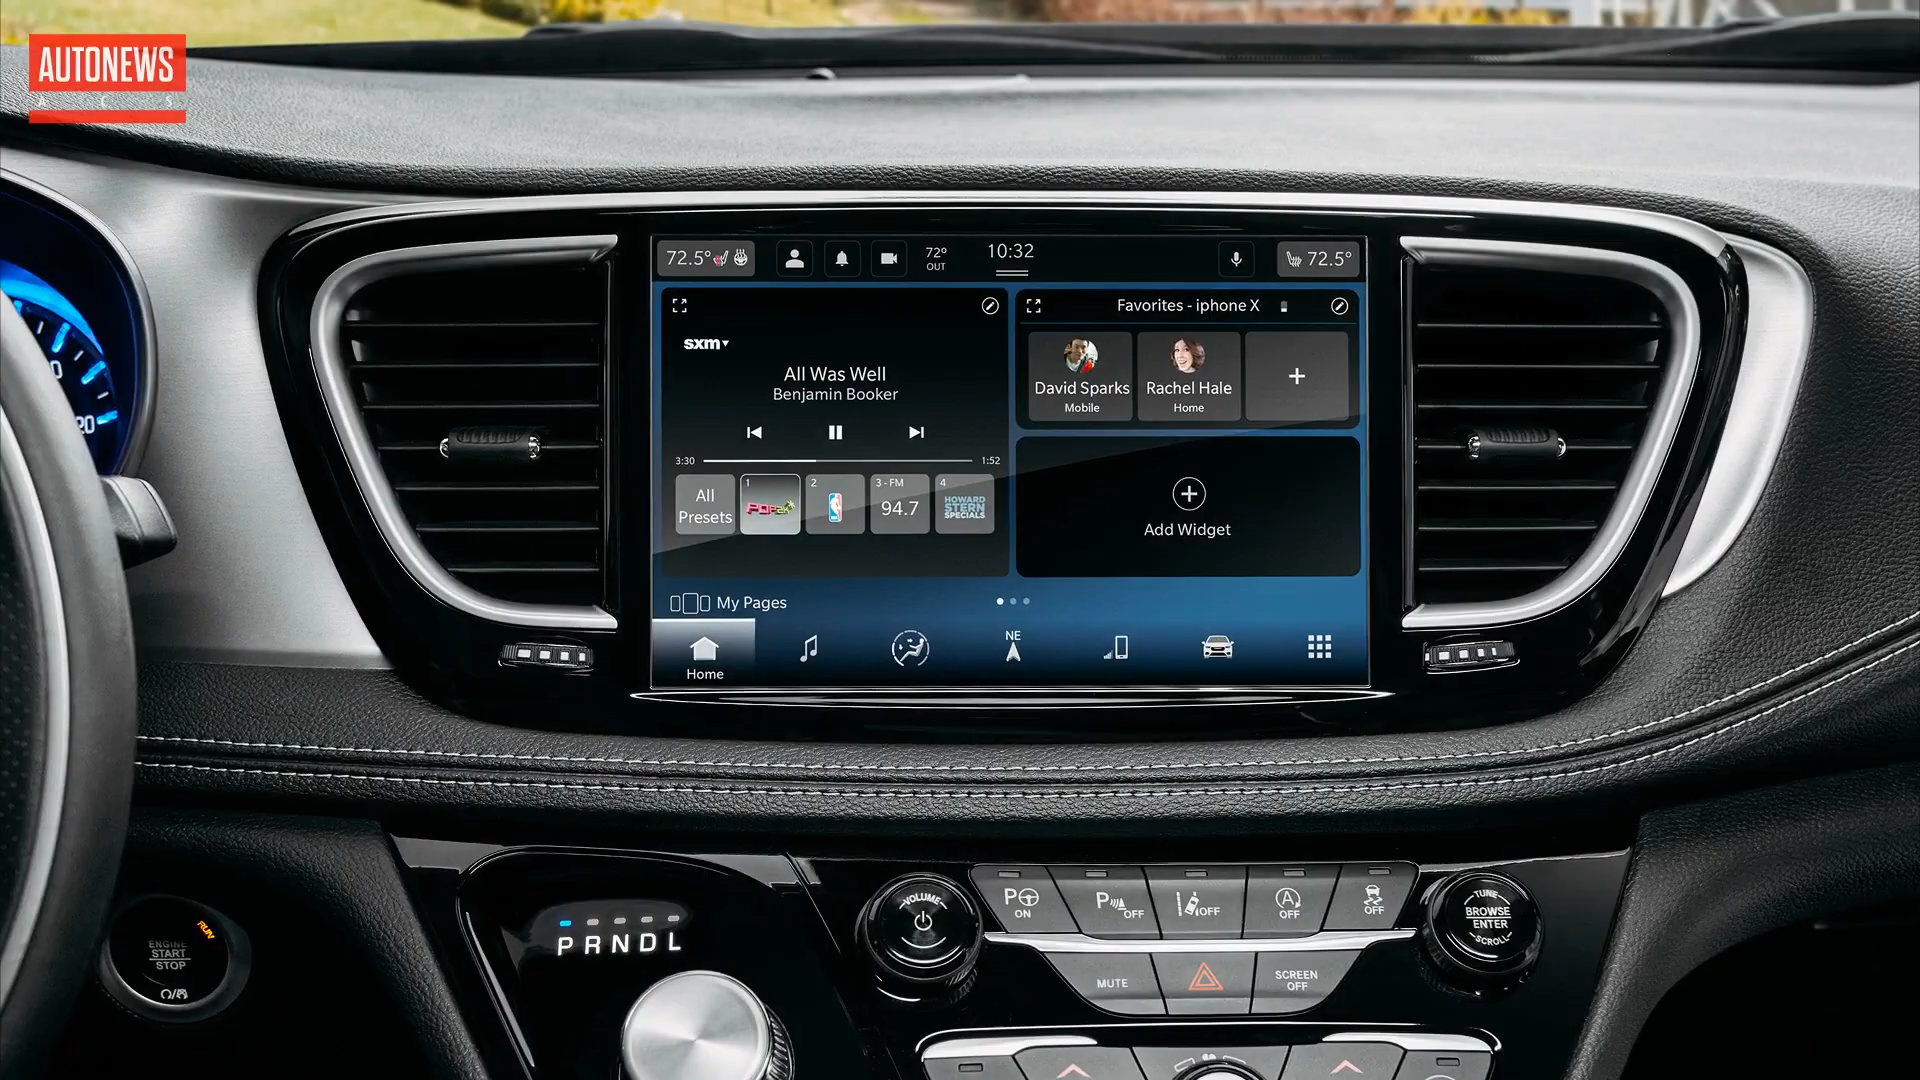 AUTONEWS
A C S
72.5°
72°
OUT
10:32
72.5°
sxm
All Was Well
Benjamin Booker
3:30
1:52
All
Presets
1
POP2K
2
3 - FM
94.7
4
HOWARD
STERN
SPECIALS
Favorites - iphone X
David Sparks
Mobile
Rachel Hale
Home
+
Add Widget
My Pages
Home
NE
20
ENGINE
START
STOP
RUN
P R N D L
VOLUME
P
ON
P
OFF
OFF
A
OFF
OFF
MUTE
SCREEN
OFF
TUNE
BROWSE
ENTER
SCROLL